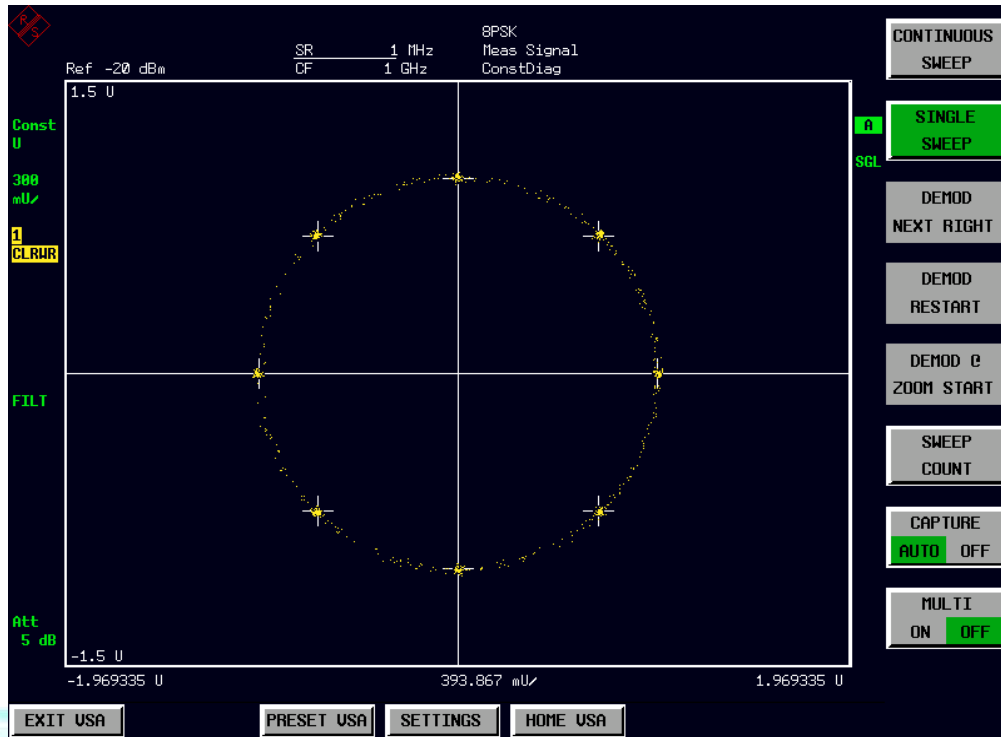 R
S
8PSK
SR 1 MHz Meas Signal
Ref -20 dBm CF 1 GHz ConstDiag
1.5 U
Const
U
300
mU/
1
CLRWR
FILT
Att
5 dB
-1.5 U
-1.969335 U 393.867 mU/ 1.969335 U
A
SGL
CONTINUOUS
SWEEP
SINGLE
SWEEP
DEMOD
NEXT RIGHT
DEMOD
RESTART
DEMOD @
ZOOM START
SWEEP
COUNT
CAPTURE
AUTO OFF
MULTI
ON OFF
EXIT VSA PRESET VSA SETTINGS HOME VSA